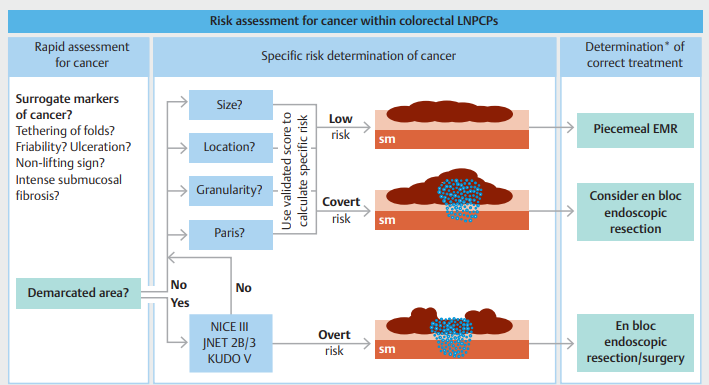 Risk assessment for cancer within colorectal LNPCPs
Rapid assessment
for cancer
Specific risk determination of cancer
Determination* of
correct treatment
Surrogate markers
of cancer?
Tethering of folds?
Friability? Ulceration?
Non-lifting sign?
Intense submucosal
fibrosis?
Demarcated area?
No
Yes
Size?
Location?
Granularity?
Paris?
No
NICE III
JNET 2B/3
KUDO V
Use validated score to
calculate specific risk
Low
risk
sm
Piecemeal EMR
Covert
risk
sm
Consider en bloc
endoscopic
resection
Overt
risk
sm
En bloc
endoscopic
resection/surgery